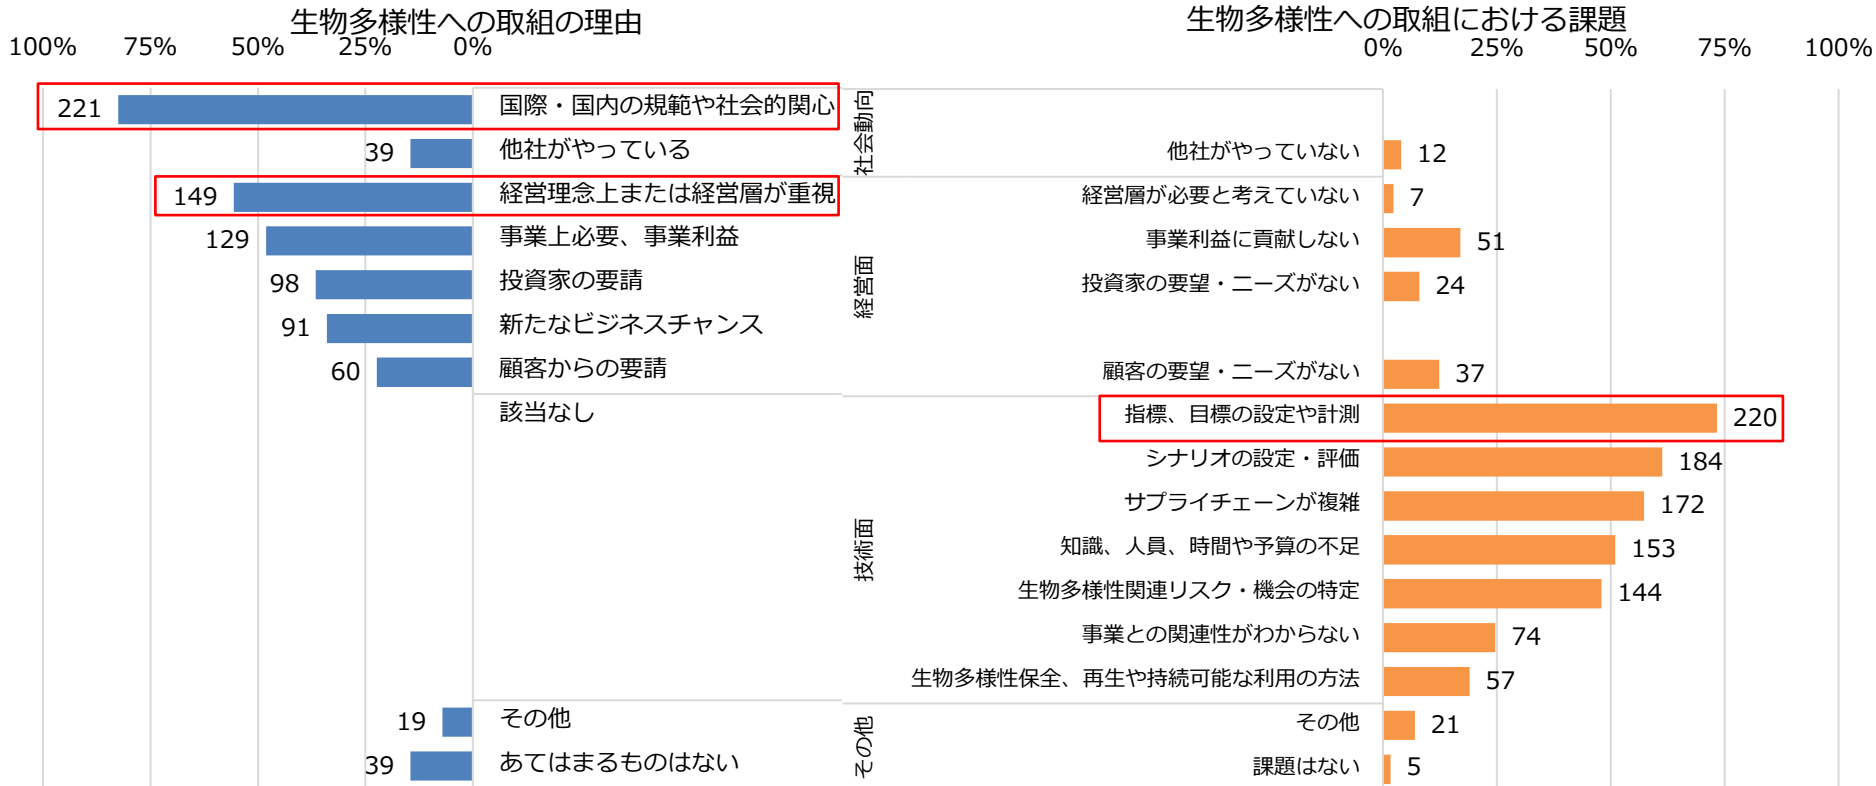 生物多様性への取組の理由
100% 75% 50% 25% 0%
221 国際・国内の規範や社会的関心
39 他社がやっている
149 経営理念上または経営層が重視
129 事業上必要、事業利益
98 投資家の要請
91 新たなビジネスチャンス
60 顧客からの要請
該当なし
19 その他
39 あてはまるものはない
社会動向
経営面
技術面
その他
生物多様性への取組における課題
0% 25% 50% 75% 100%
他社がやっていない 12
経営層が必要と考えていない 7
事業利益に貢献しない 51
投資家の要望・ニーズがない 24
顧客の要望・ニーズがない 37
指標、目標の設定や計測 220
シナリオの設定・評価 184
サプライチェーンが複雑 172
知識、人員、時間や予算の不足 153
生物多様性関連リスク・機会の特定 144
事業との関連性がわからない 74
生物多様性保全、再生や持続可能な利用の方法 57
その他 21
課題はない 5